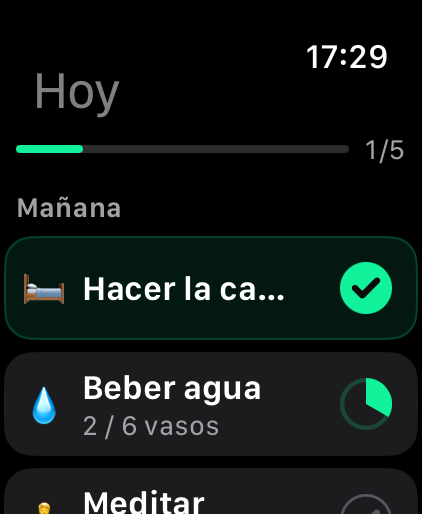 17:29
Hoy
1/5
Mañana
Hacer la ca...
Beber agua
2 / 6 vasos
Meditar